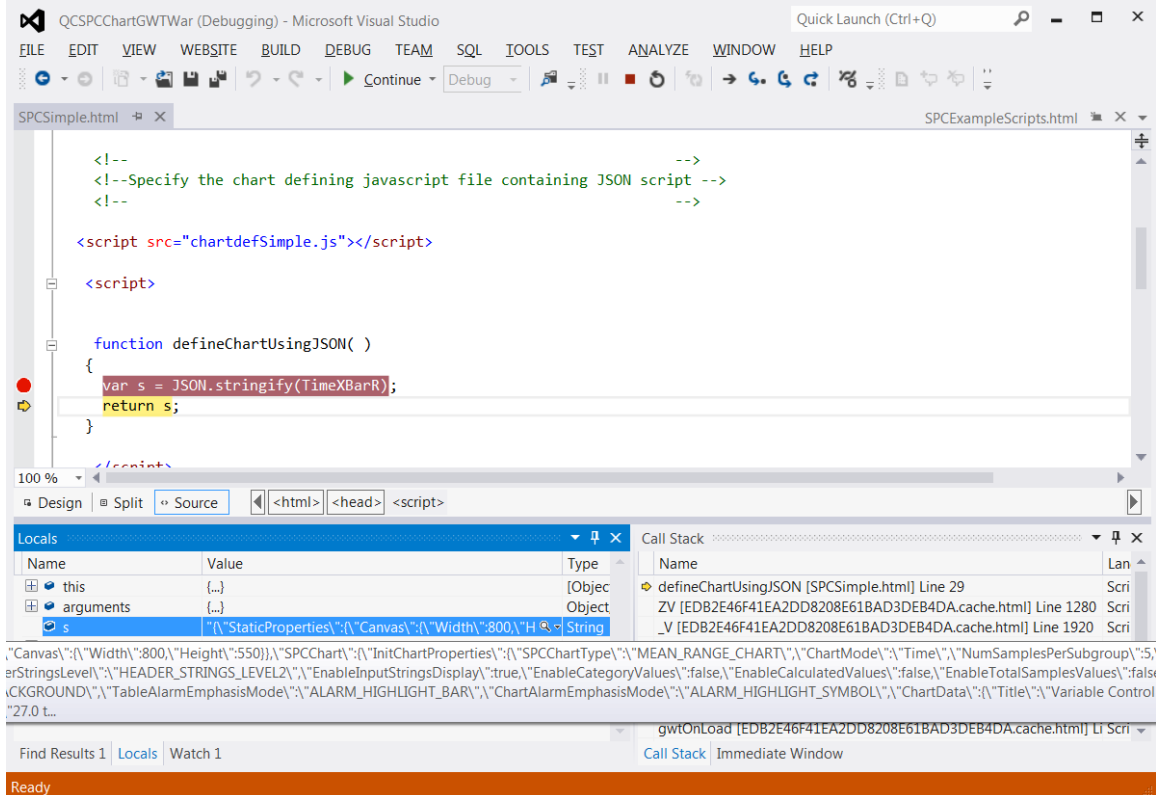 QCSPCChartGWTWar (Debugging) - Microsoft Visual Studio
Quick Launch (Ctrl+Q)
FILE EDIT VIEW WEBSITE BUILD DEBUG TEAM SQL TOOLS TEST ANALYZE WINDOW HELP
Continue Debug
SPCSimple.html SPCExampleScripts.html
<!-- -->
<!--Specify the chart defining javascript file containing JSON script -->
<!-- -->
<script src="chartdefSimple.js"></script>
<script>
function defineChartUsingJSON( )
{
var s = JSON.stringify(TimeXBarR);
return s;
}
</script>
100 %
Design Split Source <html> <head> <script>
Locals
Name Value Type
this {...} [Objec
arguments {...} Object
s "{\"StaticProperties\":{\"Canvas\":{\"Width\":800,\"H String
Call Stack
Name Lan
defineChartUsingJSON [SPCSimple.html] Line 29 Scri
ZV [EDB2E46F41EA2DD8208E61BAD3DEB4DA.cache.html] Line 1280 Scri
_V [EDB2E46F41EA2DD8208E61BAD3DEB4DA.cache.html] Line 1920 Scri
,\"Canvas\":{\"Width\":800,\"Height\":550}},\"SPCChart\":{\"InitChartProperties\":{\"SPCChartType\":\"MEAN_RANGE_CHART\",\"ChartMode\":\"Time\",\"NumSamplesPerSubgroup\":5,\
erStringsLevel\":\"HEADER_STRINGS_LEVEL2\",\"EnableInputStringsDisplay\":true,\"EnableCategoryValues\":false,\"EnableCalculatedValues\":false,\"EnableTotalSamplesValues\":false
ACKGROUND\",\"TableAlarmEmphasisMode\":\"ALARM_HIGHLIGHT_BAR\",\"ChartAlarmEmphasisMode\":\"ALARM_HIGHLIGHT_SYMBOL\",\"ChartData\":{\"Title\":\"Variable Control
\"27.0 t...
gwtOnLoad [EDB2E46F41EA2DD8208E61BAD3DEB4DA.cache.html] Li Scri
Find Results 1 Locals Watch 1
Call Stack Immediate Window
Ready